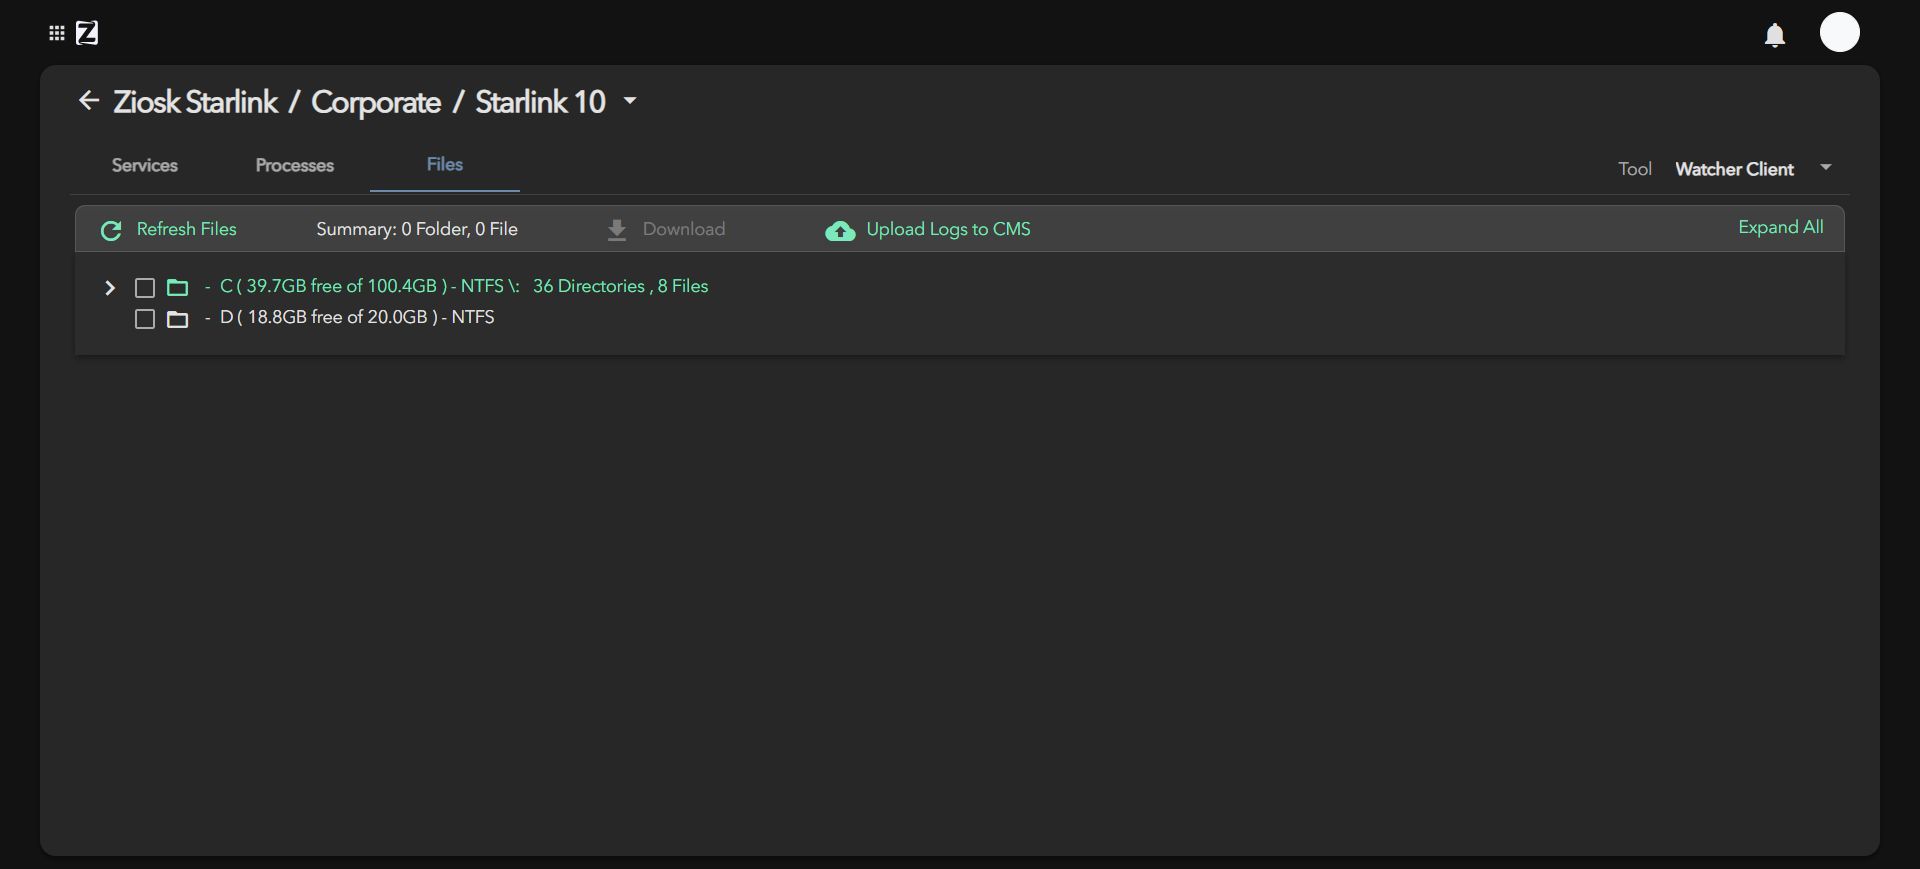 Z
Ziosk Starlink / Corporate / Starlink 10
Services Processes Files Tool Watcher Client
Refresh Files Summary: 0 Folder, 0 File Download Upload Logs to CMS Expand All
- C ( 39.7GB free of 100.4GB ) - NTFS \: 36 Directories , 8 Files
- D ( 18.8GB free of 20.0GB ) - NTFS